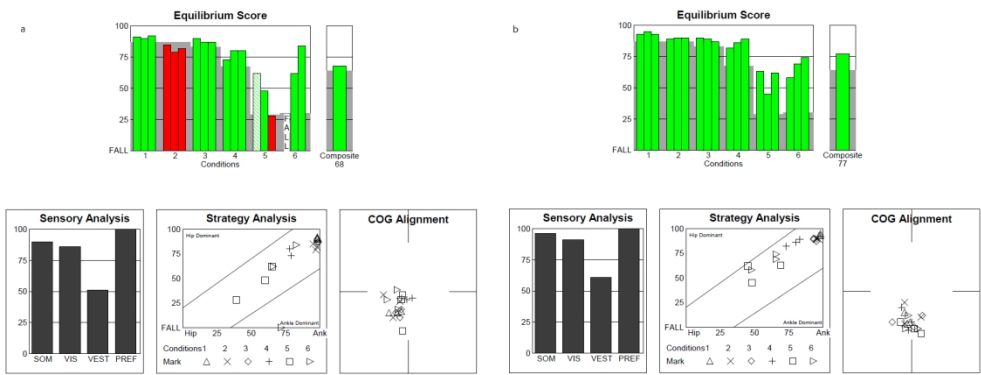 a
Equilibrium Score
100
75
50
25
FALL
F
A
L
L
1 2 3 4 5 6
Conditions
Composite
68
Sensory Analysis
100
75
50
25
0
SOM VIS VEST PREF
Strategy Analysis
100
Hip Dominant
75
50
25
Ankle Dominant
FALL
Hip 25 50 75 Ank
Conditions1 2 3 4 5 6
Mark
COG Alignment
b
Equilibrium Score
100
75
50
25
FALL
1 2 3 4 5 6
Conditions
Composite
77
Sensory Analysis
100
75
50
25
0
SOM VIS VEST PREF
Strategy Analysis
100
Hip Dominant
75
50
25
Ankle Dominant
FALL
Hip 25 50 75 Ank
Conditions1 2 3 4 5 6
Mark
COG Alignment